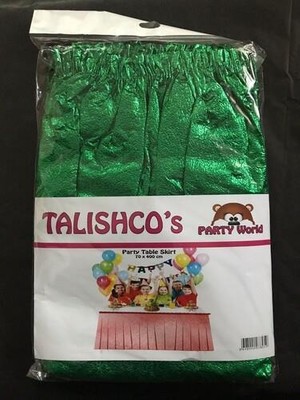 TALISHCO's
PARTY World
Party Table Skirt
70 x 400 cm
HAPPY